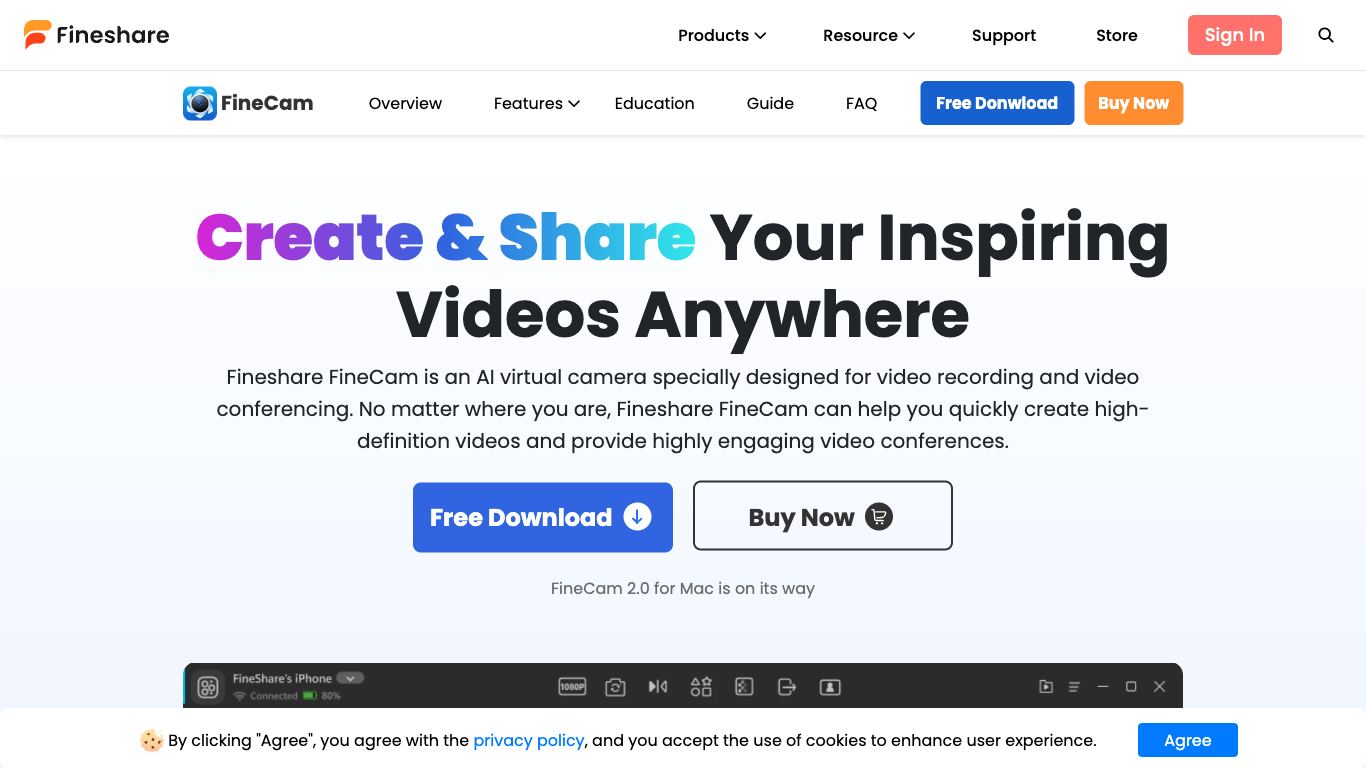 Fineshare
Products
Resource
Support
Store
Sign In
FineCam
Overview
Features
Education
Guide
FAQ
Free Donwload
Buy Now
Create & Share Your Inspiring
Videos Anywhere
Fineshare FineCam is an AI virtual camera specially designed for video recording and video
conferencing. No matter where you are, Fineshare FineCam can help you quickly create high-
definition videos and provide highly engaging video conferences.
Free Download
Buy Now
FineCam 2.0 for Mac is on its way
FineShare's iPhone
Connected 80%
1080P
By clicking "Agree", you agree with the privacy policy, and you accept the use of cookies to enhance user experience.
Agree